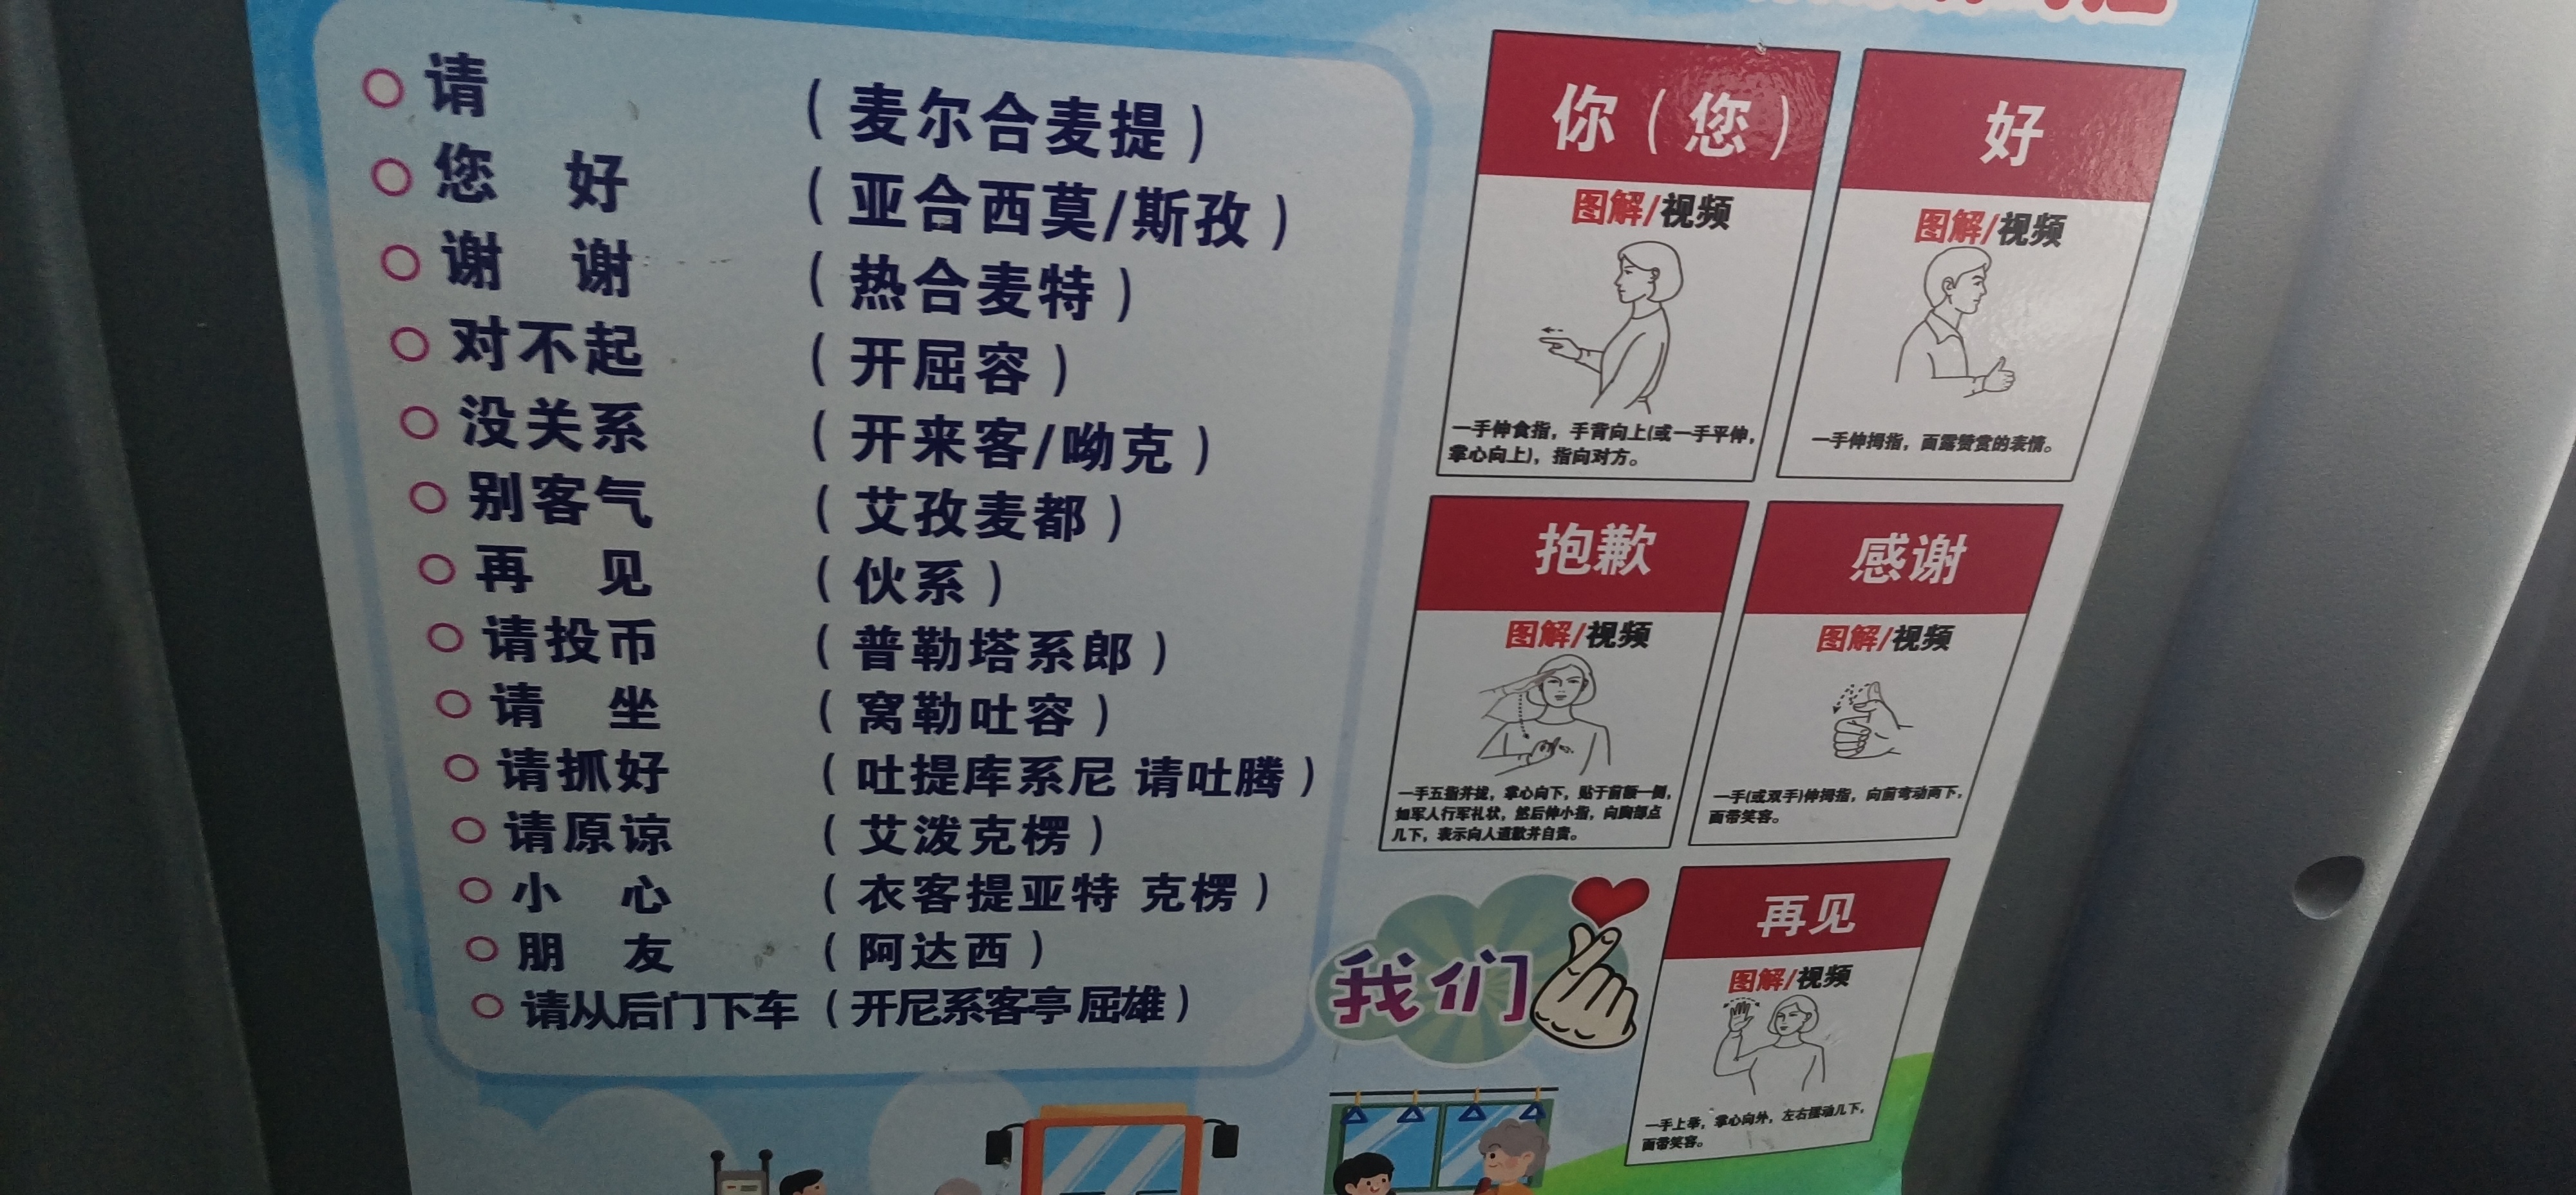 请 （麦尔合麦提）
您 好 （亚合西莫/斯孜）
谢 谢 （热合麦特）
对不起 （开屈容）
没关系 （开来客/呦克）
别客气 （艾孜麦都）
再 见 （伙系）
请投币 （普勒塔系郎）
请 坐 （窝勒吐容）
请抓好 （吐提库系尼 请吐腾）
请原谅 （艾泼克楞）
小 心 （衣客提亚特 克楞）
朋 友 （阿达西）
请从后门下车 （开尼系客亭 屈雄）
你（您）
图解/视频
一手伸食指，手背向上(或一手平伸，
掌心向上)，指向对方。
好
图解/视频
一手伸拇指，面露赞赏的表情。
抱歉
图解/视频
一手五指并拢，掌心向下，贴于前额一侧，
如军人行军礼状，然后伸小指，向胸部点
几下，表示向人道歉并自责。
感谢
图解/视频
一手(或双手)伸拇指，向前弯动两下，
面带笑容。
我们
再见
图解/视频
一手上举，掌心向外，左右摆动几下，
面带笑容。